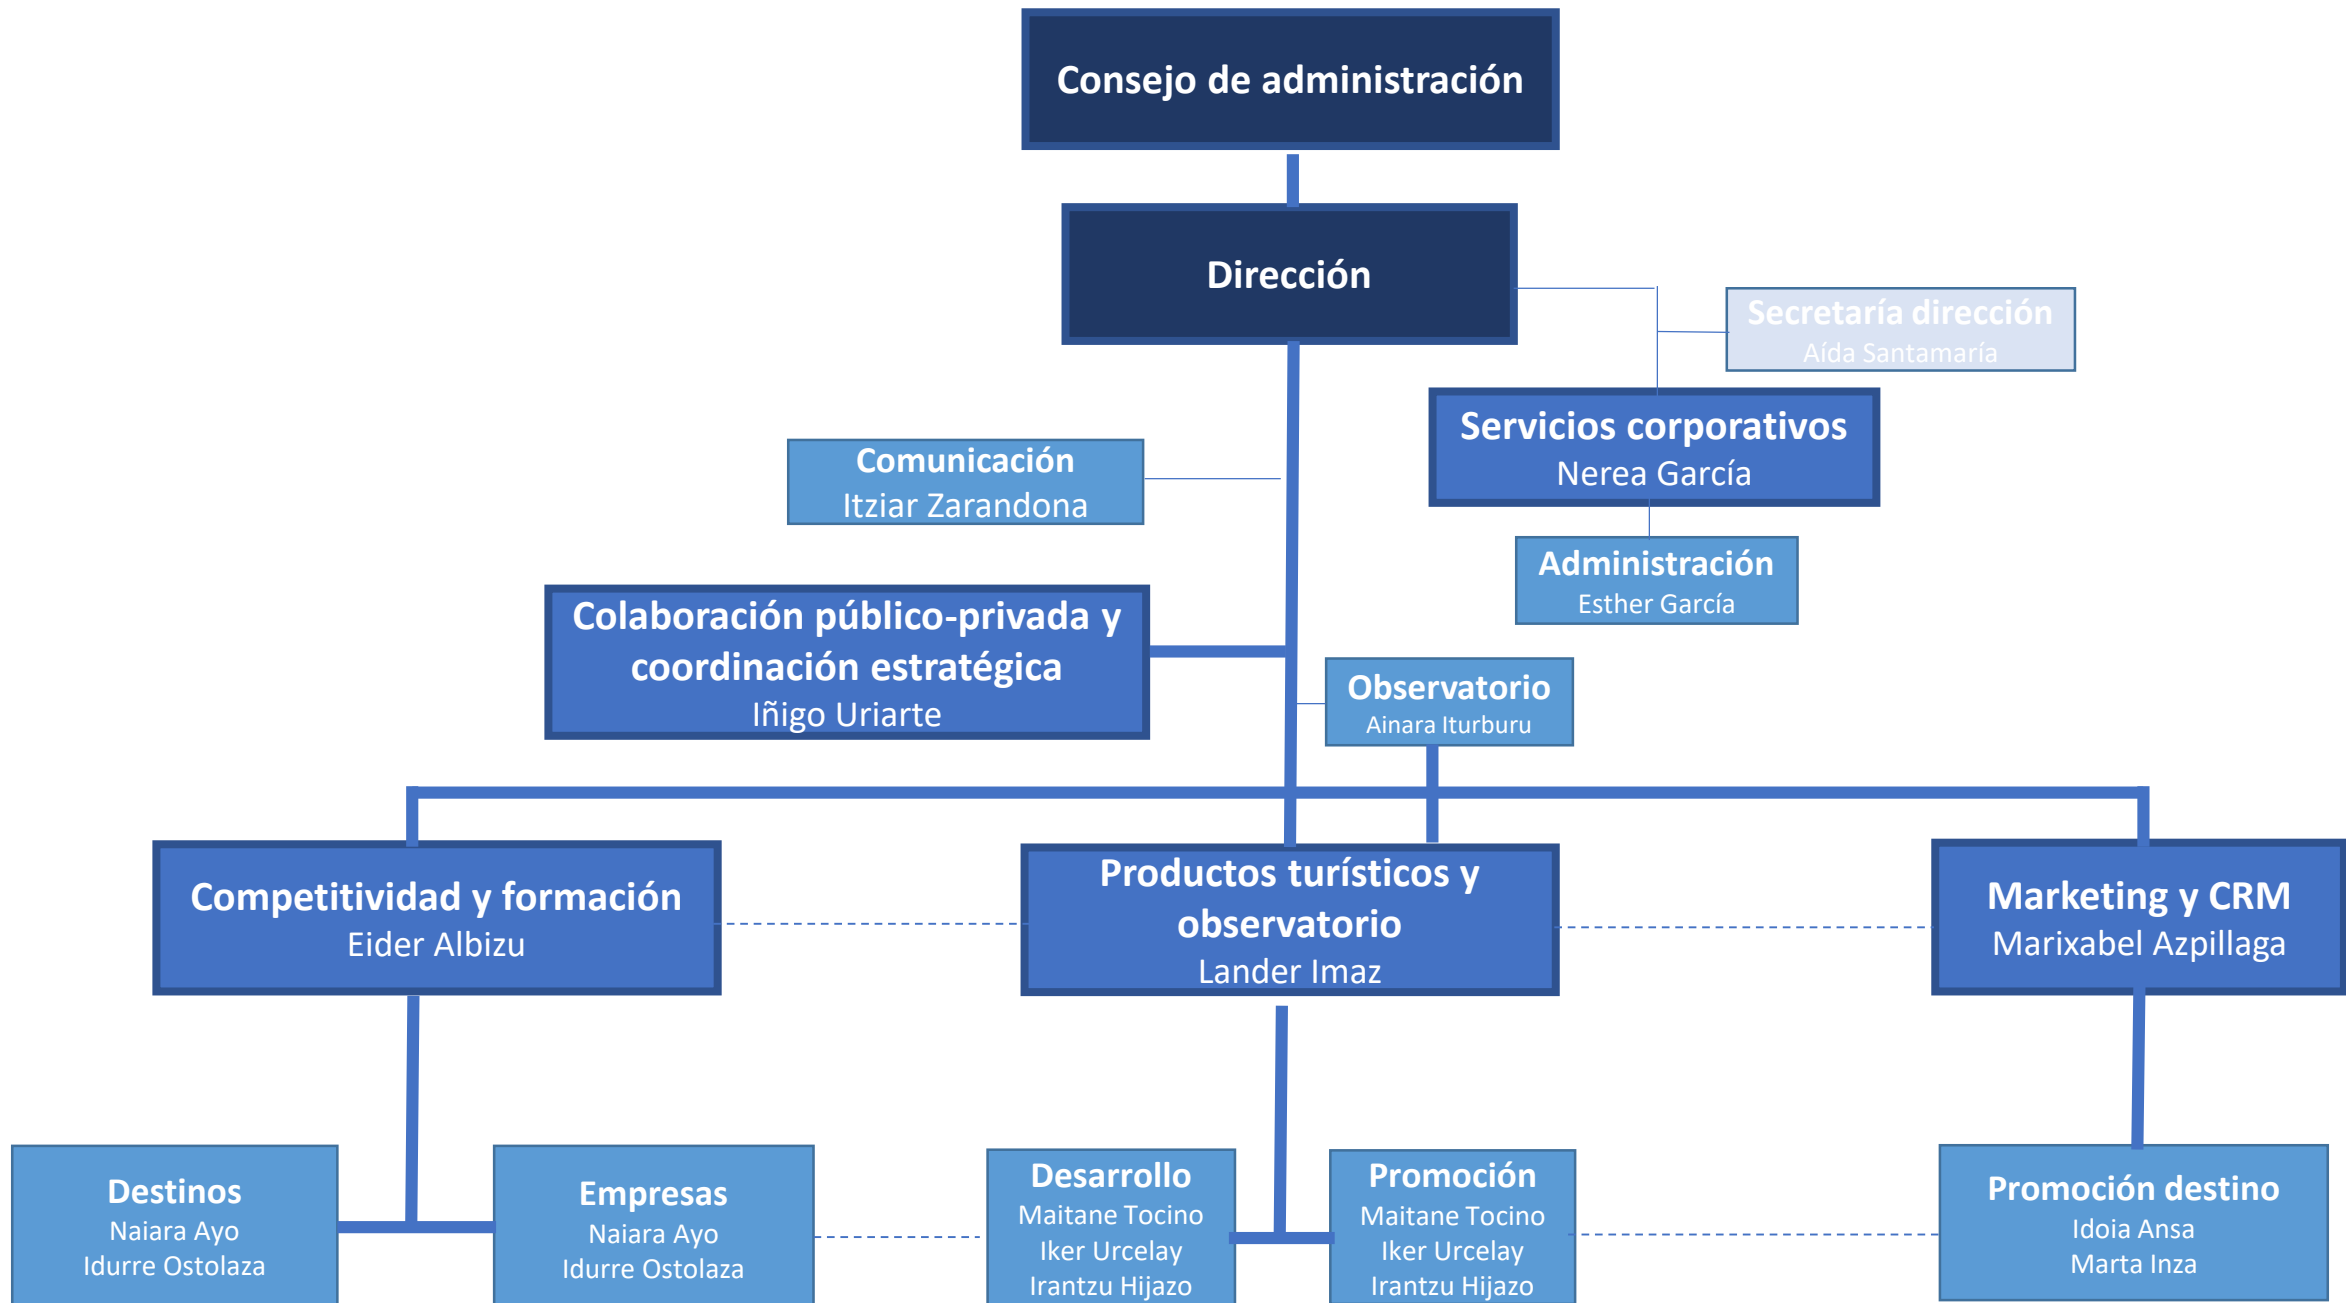 Consejo de administración
Dirección
Secretaría dirección
Aída Santamaría
Servicios corporativos
Nerea García
Comunicación
Itziar Zarandona
Administración
Esther García
Colaboración público-privada y
coordinación estratégica
Iñigo Uriarte
Observatorio
Ainara Iturburu
Competitividad y formación
Eider Albizu
Productos turísticos y
observatorio
Lander Imaz
Marketing y CRM
Marixabel Azpillaga
Destinos
Naiara Ayo
Idurre Ostolaza
Empresas
Naiara Ayo
Idurre Ostolaza
Desarrollo
Maitane Tocino
Iker Urcelay
Irantzu Hijazo
Promoción
Maitane Tocino
Iker Urcelay
Irantzu Hijazo
Promoción destino
Idoia Ansa
Marta Inza